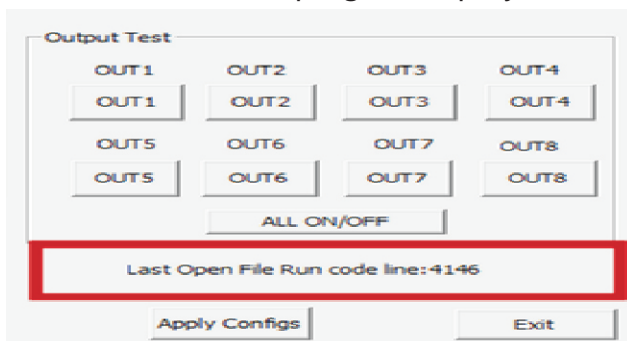 Output Test
OUT1 OUT2 OUT3 OUT4
OUT1 OUT2 OUT3 OUT4
OUT5 OUT6 OUT7 OUT8
OUT5 OUT6 OUT7 OUT8
ALL ON/OFF
Last Open File Run code line:4146
Apply Configs Exit